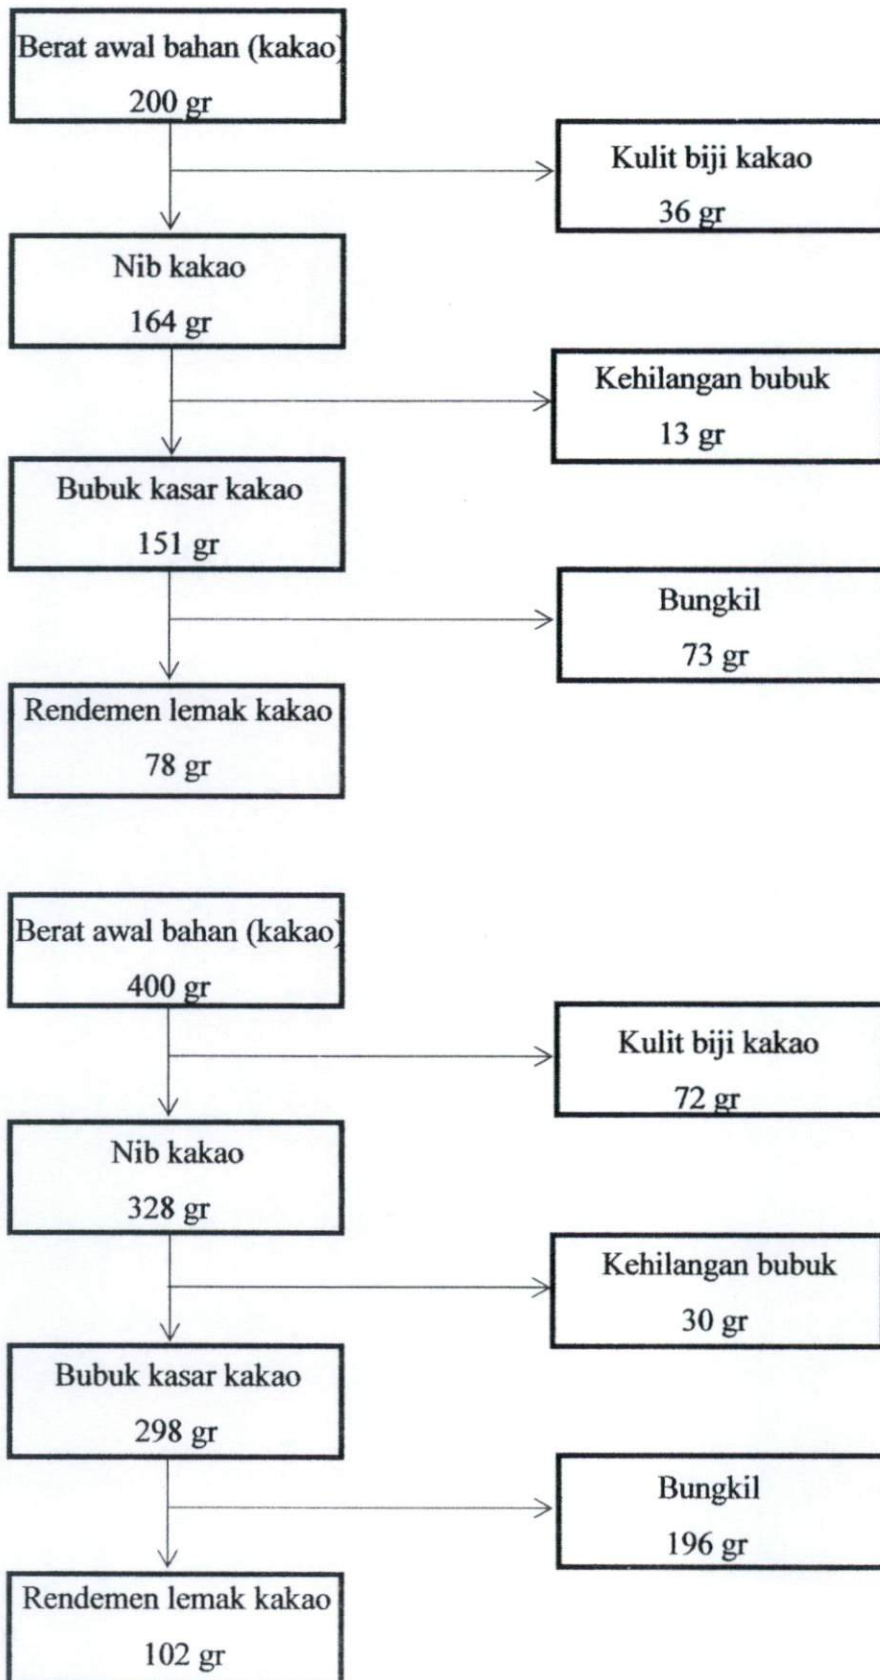 Berat awal bahan (kakao)
200 gr
Kulit biji kakao
36 gr
Nib kakao
164 gr
Kehilangan bubuk
13 gr
Bubuk kasar kakao
151 gr
Bungkil
73 gr
Rendemen lemak kakao
78 gr
Berat awal bahan (kakao)
400 gr
Kulit biji kakao
72 gr
Nib kakao
328 gr
Kehilangan bubuk
30 gr
Bubuk kasar kakao
298 gr
Bungkil
196 gr
Rendemen lemak kakao
102 gr